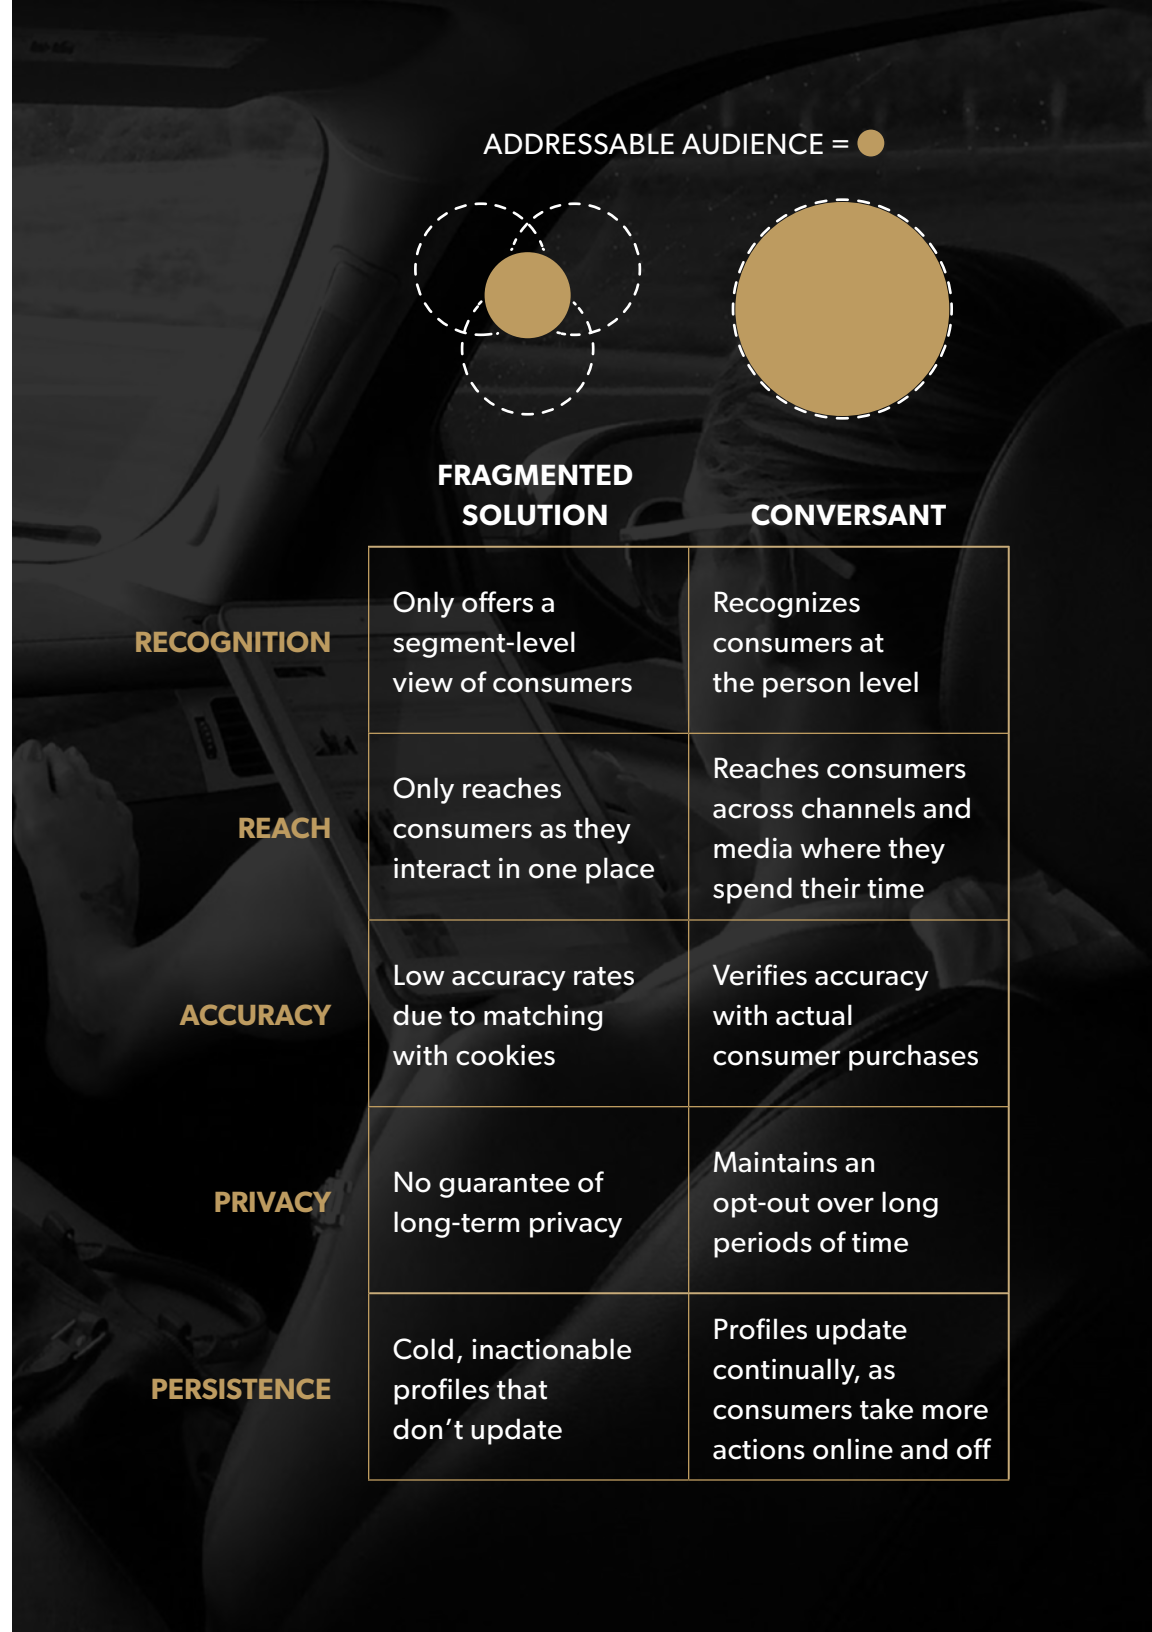 ADDRESSABLE AUDIENCE =
FRAGMENTED
SOLUTION
CONVERSANT
RECOGNITION
Only offers a
segment-level
view of consumers
Recognizes
consumers at
the person level
REACH
Only reaches
consumers as they
interact in one place
Reaches consumers
across channels and
media where they
spend their time
ACCURACY
Low accuracy rates
due to matching
with cookies
Verifies accuracy
with actual
consumer purchases
PRIVACY
No guarantee of
long-term privacy
Maintains an
opt-out over long
periods of time
PERSISTENCE
Cold, inactionable
profiles that
don’t update
Profiles update
continually, as
consumers take more
actions online and off